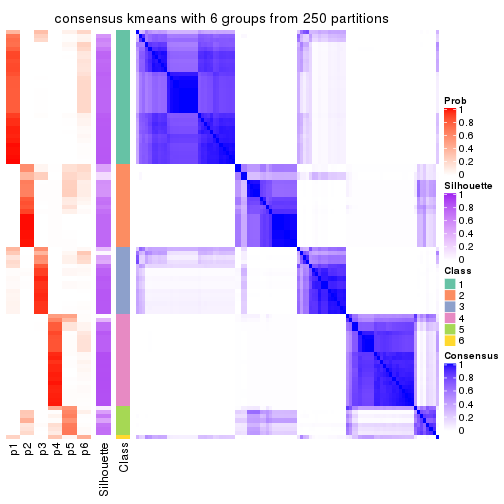 consensus kmeans with 6 groups from 250 partitions
Prob
1
0.8
0.6
0.4
0.2
0
Silhouette
1
0.8
0.6
0.4
0.2
0
Class
1
2
3
4
5
6
Consensus
1
0.8
0.6
0.4
0.2
0
p1
p2
p3
p4
p5
p6
Silhouette
Class